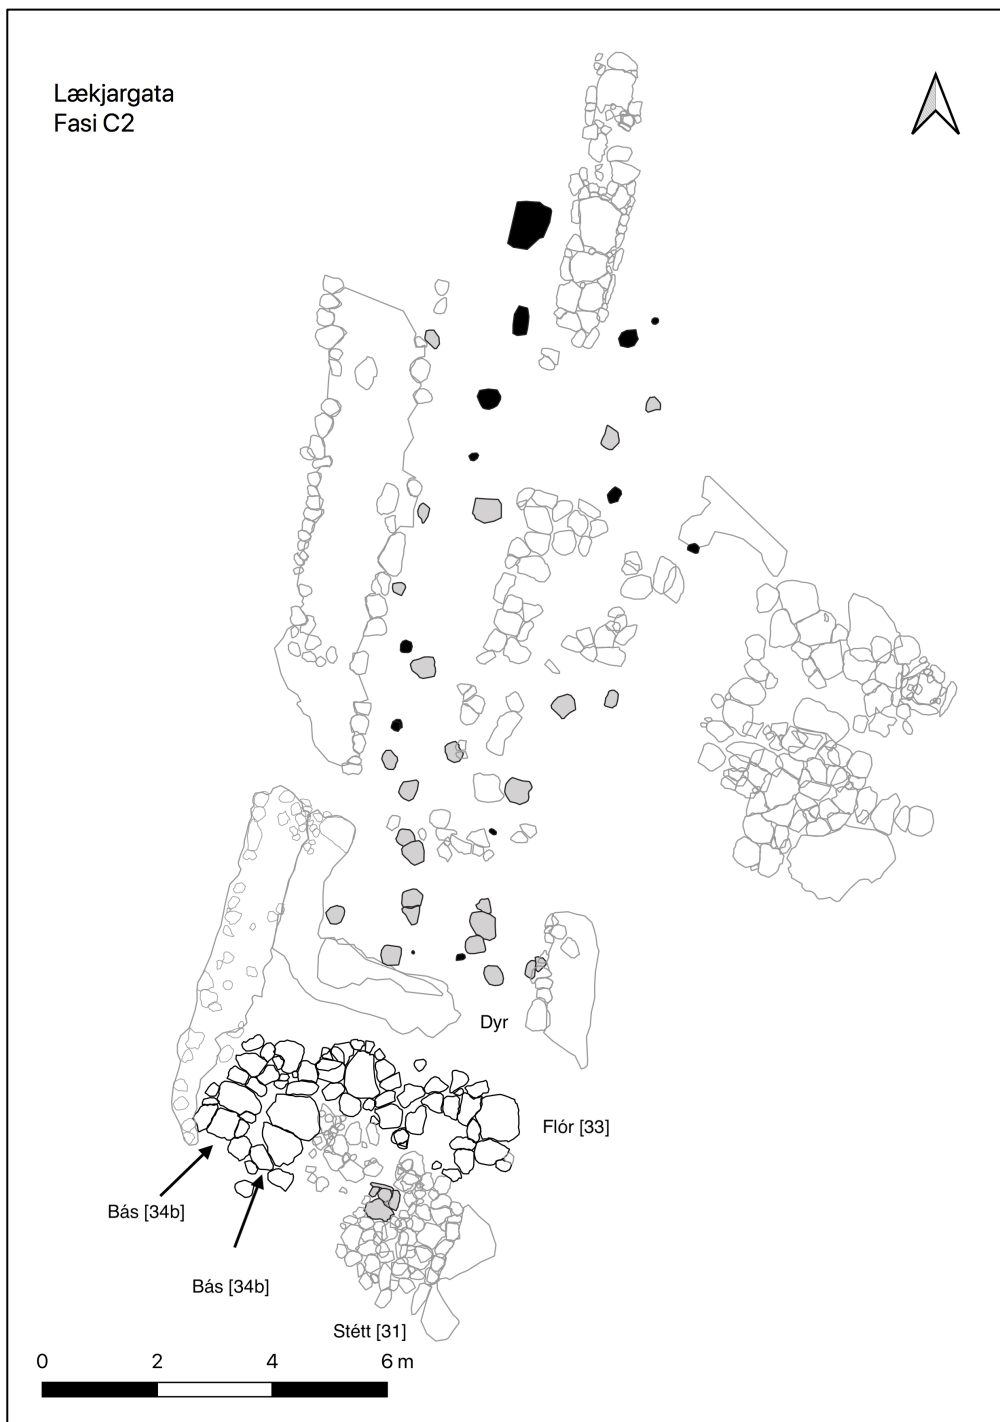 Lækjargata
Fasi C2
Dyr
Flór [33]
Bás [34b]
Bás [34b]
Stétt [31]
0 2 4 6 m